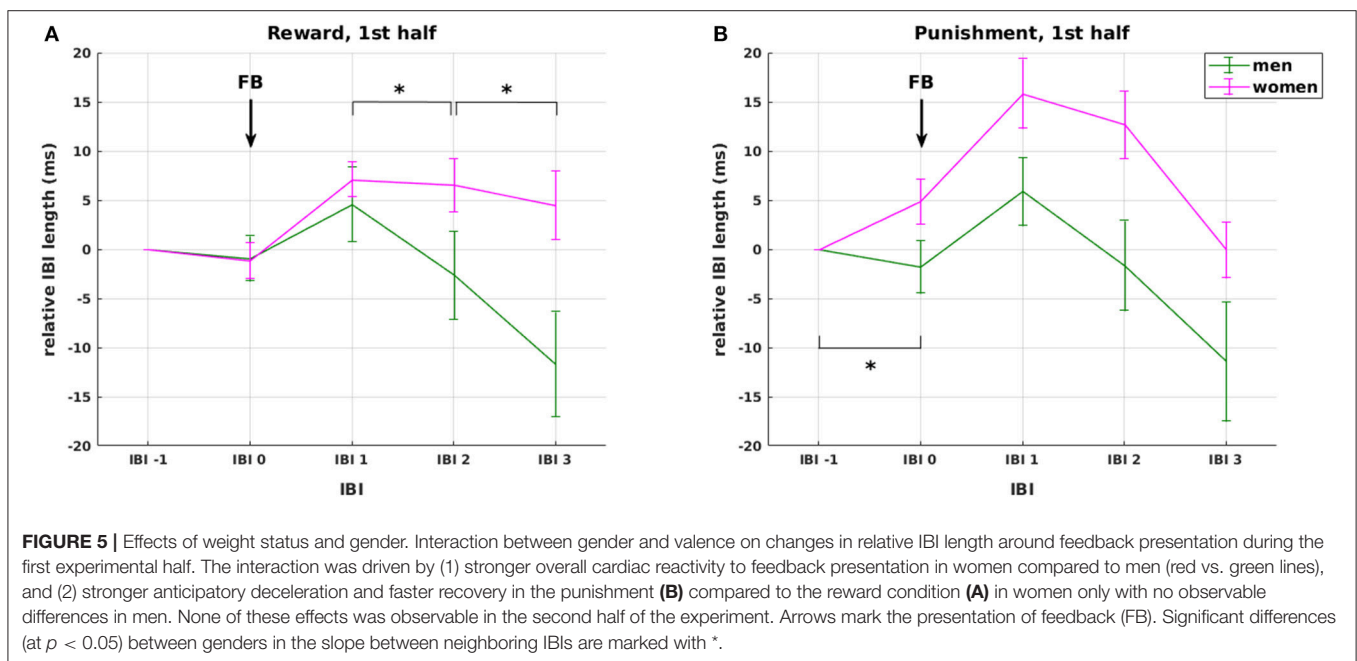 A
Reward, 1st half
20
15
10
5
0
-5
-10
-15
-20
relative IBI length (ms)
FB
*
*
IBI -1
IBI 0
IBI 1
IBI 2
IBI 3
IBI
B
Punishment, 1st half
20
15
10
5
0
-5
-10
-15
-20
relative IBI length (ms)
FB
*
IBI -1
IBI 0
IBI 1
IBI 2
IBI 3
IBI
men
women
FIGURE 5 | Effects of weight status and gender. Interaction between gender and valence on changes in relative IBI length around feedback presentation during the
first experimental half. The interaction was driven by (1) stronger overall cardiac reactivity to feedback presentation in women compared to men (red vs. green lines),
and (2) stronger anticipatory deceleration and faster recovery in the punishment (B) compared to the reward condition (A) in women only with no observable
differences in men. None of these effects was observable in the second half of the experiment. Arrows mark the presentation of feedback (FB). Significant differences
(at p < 0.05) between genders in the slope between neighboring IBIs are marked with *.